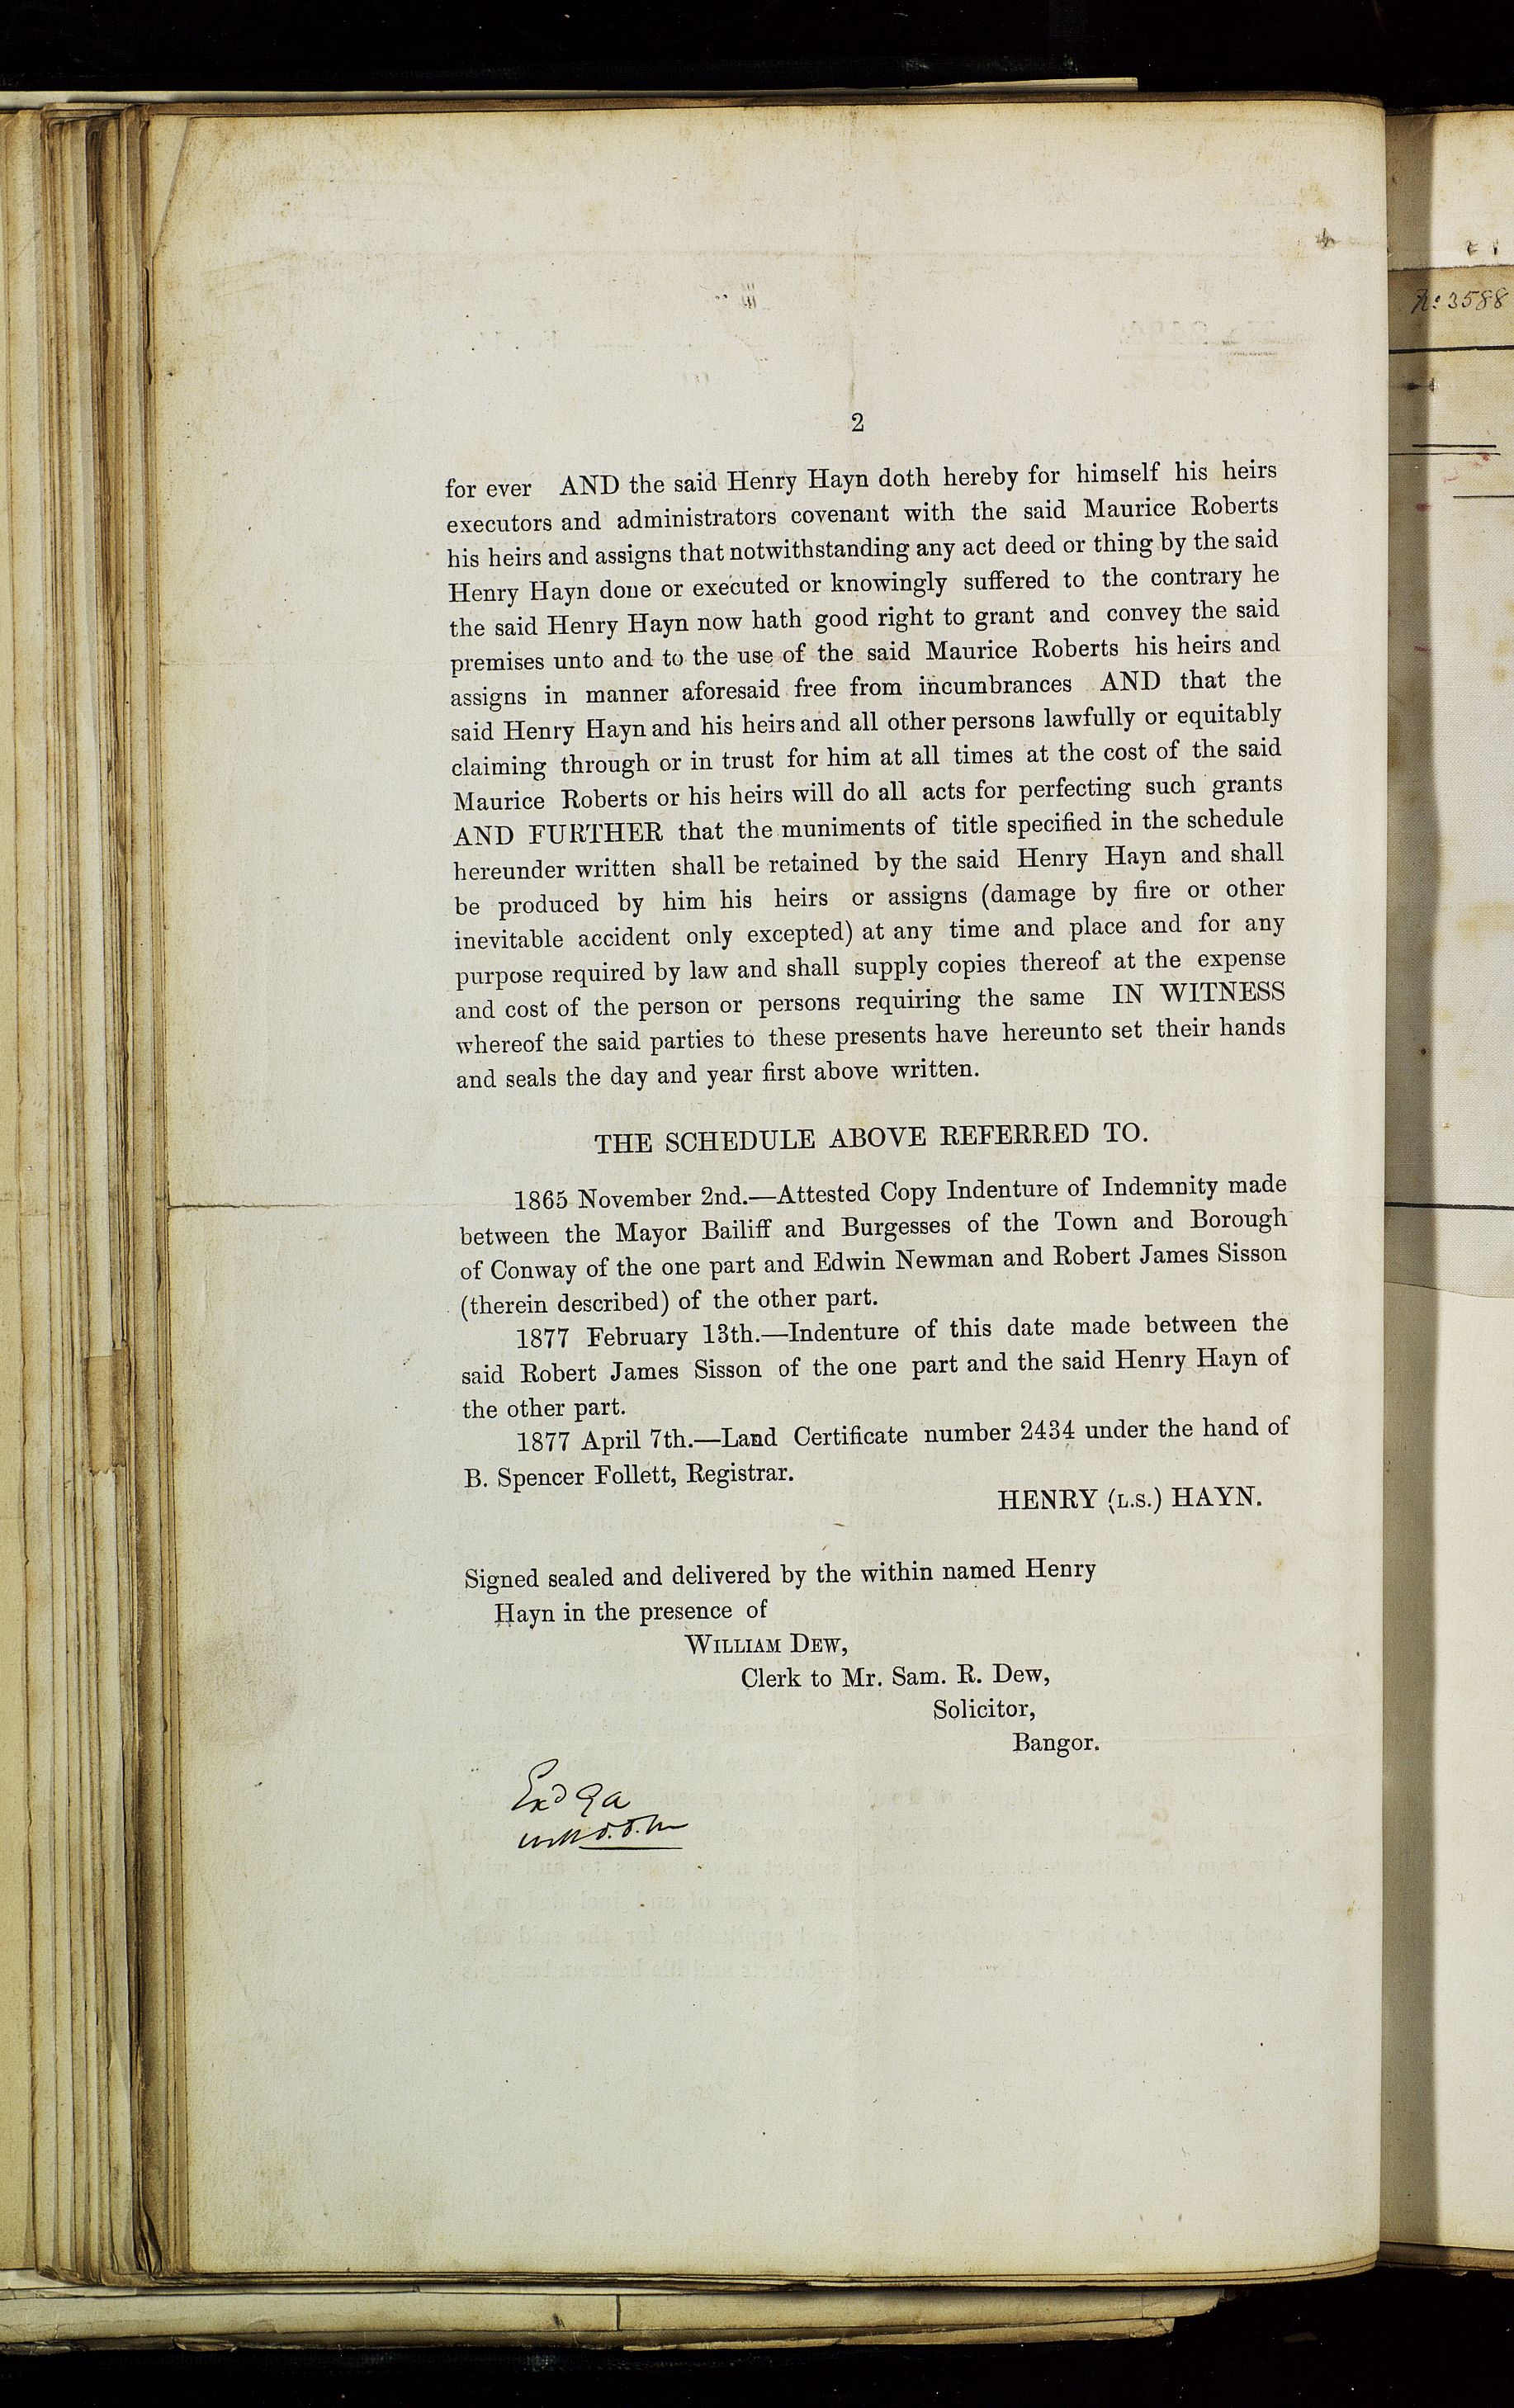 2
for ever AND the said Henry Hayn doth hereby for himself his heirs
executors and administrators covenant with the said Maurice Roberts
his heirs and assigns that notwithstanding any act deed or thing by the said
Henry Hayn done or executed or knowingly suffered to the contrary he
the said Henry Hayn now hath good right to grant and convey the said
premises unto and to the use of the said Maurice Roberts his heirs and
assigns in manner aforesaid free from incumbrances AND that the
said Henry Hayn and his heirs and all other persons lawfully or equitably
claiming through or in trust for him at all times at the cost of the said
Maurice Roberts or his heirs will do all acts for perfecting such grants
AND FURTHER that the muniments of title specified in the schedule
hereunder written shall be retained by the said Henry Hayn and shall
be produced by him his heirs or assigns (damage by fire or other
inevitable accident only excepted) at any time and place and for any
purpose required by law and shall supply copies thereof at the expense
and cost of the person or persons requiring the same IN WITNESS
whereof the said parties to these presents have hereunto set their hands
and seals the day and year first above written.
THE SCHEDULE ABOVE REFERRED TO.
1865 November 2nd.—Attested Copy Indenture of Indemnity made
between the Mayor Bailiff and Burgesses of the Town and Borough
of Conway of the one part and Edwin Newman and Robert James Sisson
(therein described) of the other part.
1877 February 13th.—Indenture of this date made between the
said Robert James Sisson of the one part and the said Henry Hayn of
the other part.
1877 April 7th.—Land Certificate number 2434 under the hand of
B. Spencer Follett, Registrar.
HENRY (L.S.) HAYN.
Signed sealed and delivered by the within named Henry
Hayn in the presence of
WILLIAM DEW,
Clerk to Mr. Sam. R. Dew,
Solicitor,
Bangor.
Exd
No 3588